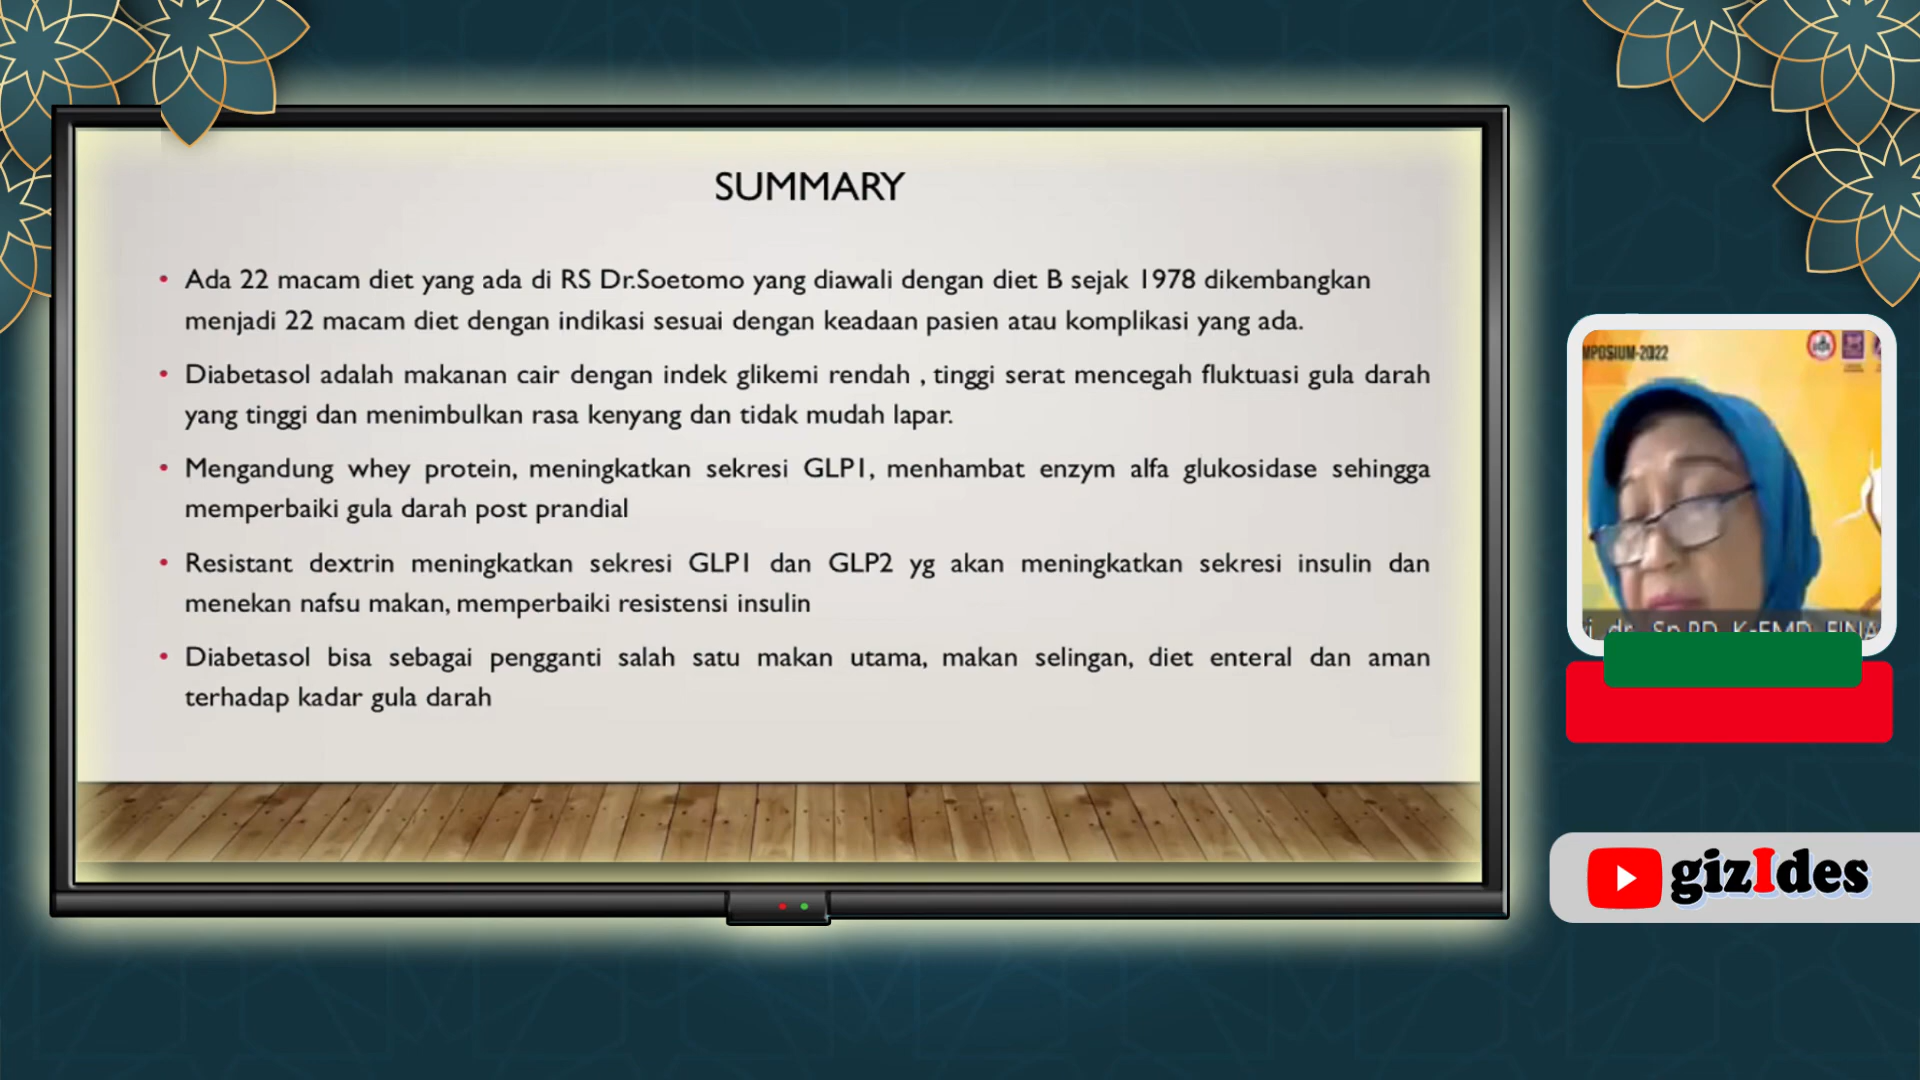 SUMMARY
• Ada 22 macam diet yang ada di RS Dr.Soetomo yang diawali dengan diet B sejak 1978 dikembangkan
menjadi 22 macam diet dengan indikasi sesuai dengan keadaan pasien atau komplikasi yang ada.
• Diabetasol adalah makanan cair dengan indek glikemi rendah , tinggi serat mencegah fluktuasi gula darah
yang tinggi dan menimbulkan rasa kenyang dan tidak mudah lapar.
• Mengandung whey protein, meningkatkan sekresi GLP1, menhambat enzym alfa glukosidase sehingga
memperbaiki gula darah post prandial
• Resistant dextrin meningkatkan sekresi GLP1 dan GLP2 yg akan meningkatkan sekresi insulin dan
menekan nafsu makan, memperbaiki resistensi insulin
• Diabetasol bisa sebagai pengganti salah satu makan utama, makan selingan, diet enteral dan aman
terhadap kadar gula darah
MPOSIUM-2022
dr., Sp.PD, K-EMD, FINA
gizIdes